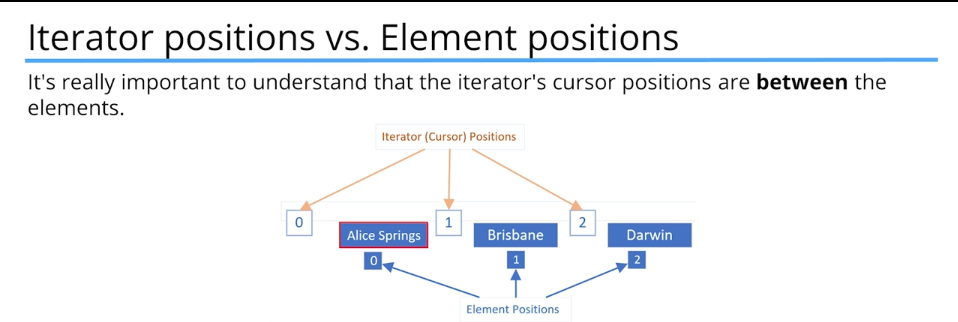 Iterator positions vs. Element positions
It's really important to understand that the iterator's cursor positions are between the
elements.
Iterator (Cursor) Positions
0
1
2
Alice Springs
Brisbane
Darwin
0
1
2
Element Positions